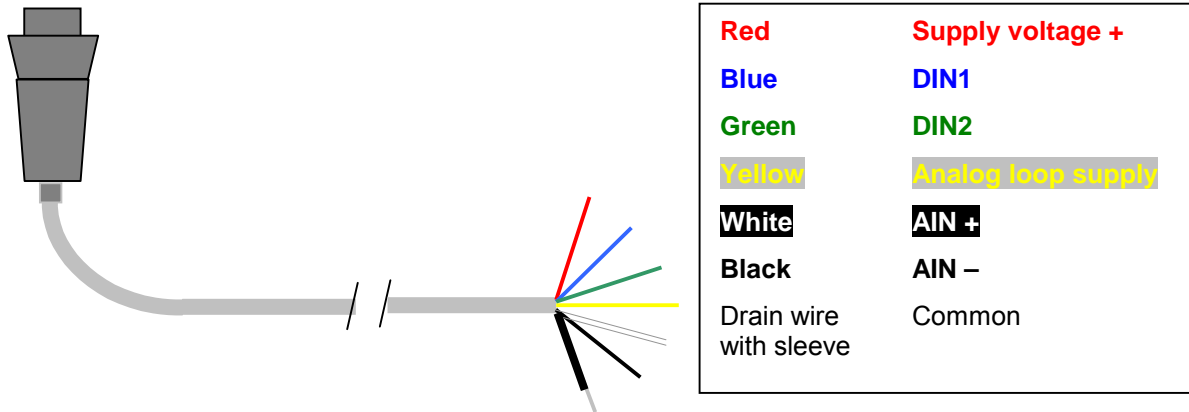 Red Supply voltage +
Blue DIN1
Green DIN2
Yellow Analog loop supply
White AIN +
Black AIN –
Drain wire Common
with sleeve